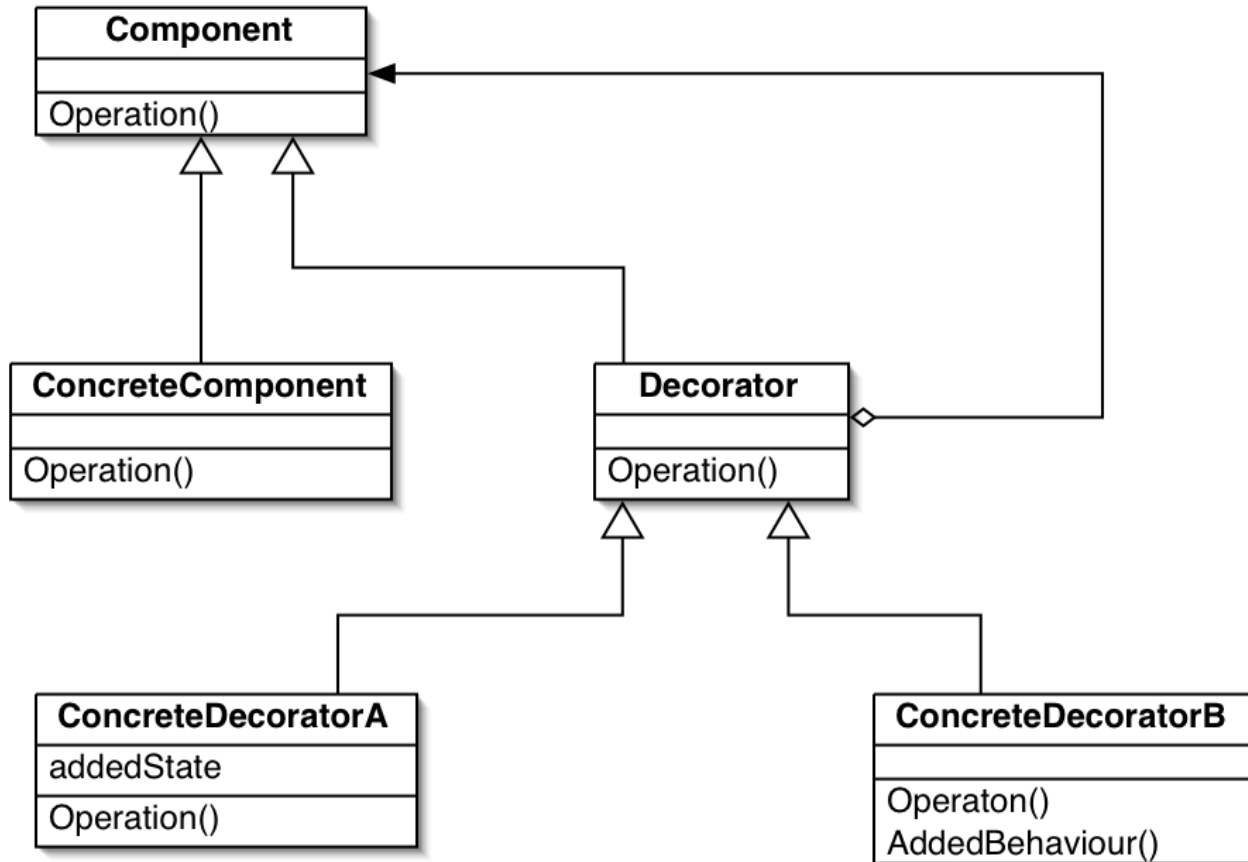 Component
Operation()
ConcreteComponent
Operation()
Decorator
Operation()
ConcreteDecoratorA
addedState
Operation()
ConcreteDecoratorB
Operaton()
AddedBehaviour()